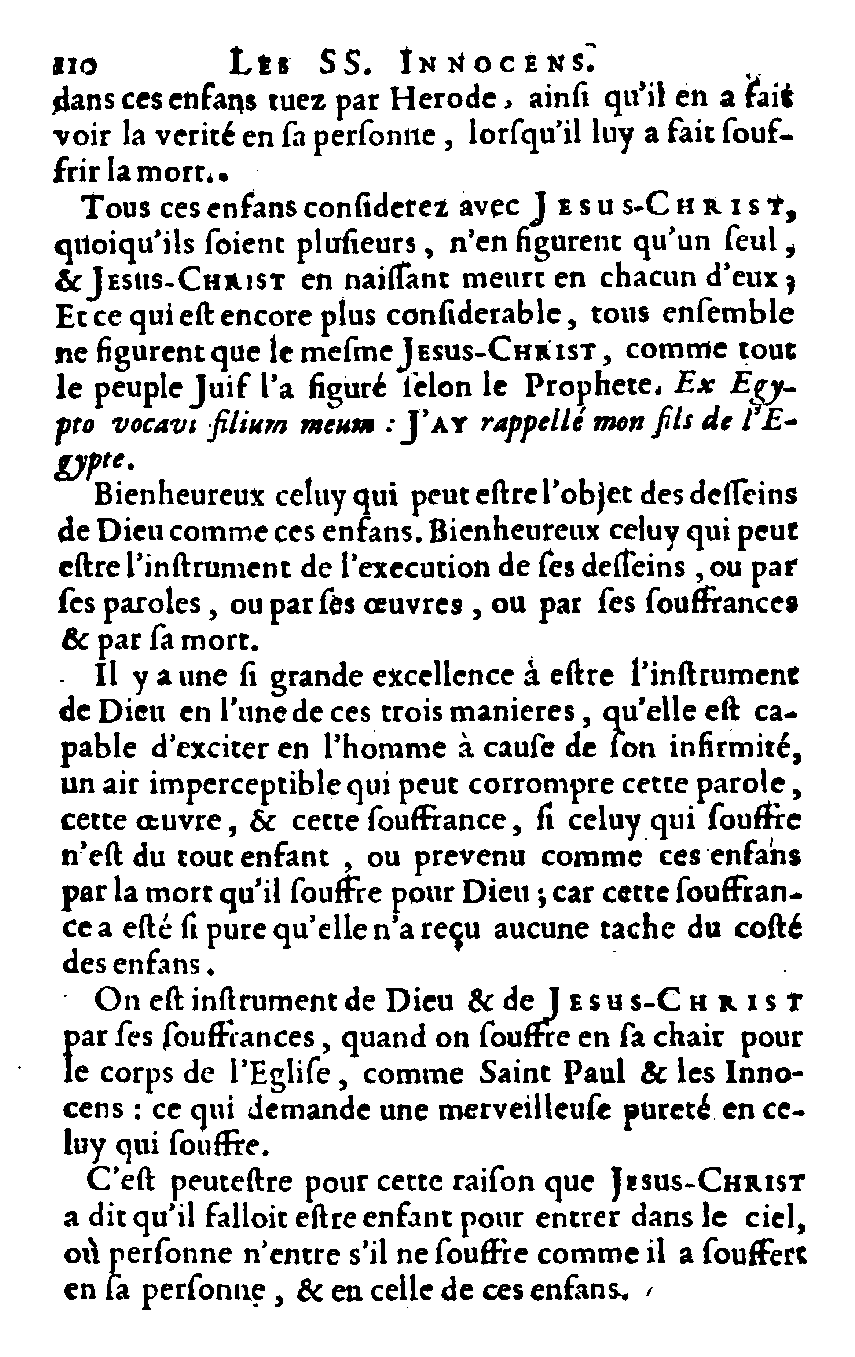 110 LES SS. INNOCENS.
dans ces enfans tuez par Herode, ainſi qu'il en a fait
voir la verité en ſa perſonne, lorſqu'il luy a fait ſouf-
frir la mort.
Tous ces enfans conſiderez avec JESUS-CHRIST,
quoiqu'ils ſoient pluſieurs, n'en figurent qu'un ſeul,
& JESUS-CHRIST en naiſſant meurt en chacun d'eux;
Et ce qui eſt encore plus conſiderable, tous enſemble
ne figurent que le meſme JESUS-CHRIST, comme tout
le peuple Juif l'a figuré ſelon le Prophete. Ex Egy-
pto vocavi filium meum : J'AY rappellé mon fils de l'E-
gypte.
Bienheureux celuy qui peut eſtre l'objet des deſſeins
de Dieu comme ces enfans. Bienheureux celuy qui peut
eſtre l'inſtrument de l'execution de ſes deſſeins, ou par
ſes paroles, ou par ſes œuvres, ou par ſes ſouffrances
& par ſa mort.
Il y a une ſi grande excellence à eſtre l'inſtrument
de Dieu en l'une de ces trois manieres, qu'elle eſt ca-
pable d'exciter en l'homme à cauſe de ſon infirmité,
un air imperceptible qui peut corrompre cette parole,
cette œuvre, & cette ſouffrance, ſi celuy qui ſouffre
n'eſt du tout enfant, ou prevenu comme ces enfans
par la mort qu'il ſouffre pour Dieu; car cette ſouffran-
ce a eſté ſi pure qu'elle n'a reçu aucune tache du coſté
des enfans.
On eſt inſtrument de Dieu & de JESUS-CHRIST
par ſes ſouffrances, quand on ſouffre en ſa chair pour
le corps de l'Egliſe, comme Saint Paul & les Inno-
cens : ce qui demande une merveilleuſe pureté en ce-
luy qui ſouffre.
C'eſt peuteſtre pour cette raiſon que JESUS-CHRIST
a dit qu'il falloit eſtre enfant pour entrer dans le ciel,
où perſonne n'entre s'il ne ſouffre comme il a ſouffert
en ſa perſonne, & en celle de ces enfans.